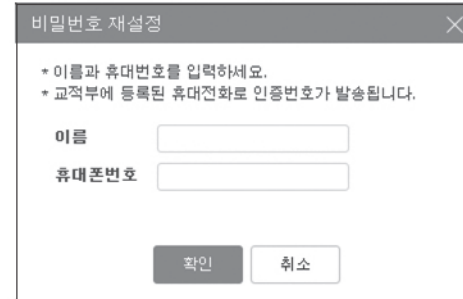 비밀번호 재설정
* 이름과 휴대번호를 입력하세요.
* 교적부에 등록된 휴대전화로 인증번호가 발송됩니다.
이름
휴대폰번호
확인 취소